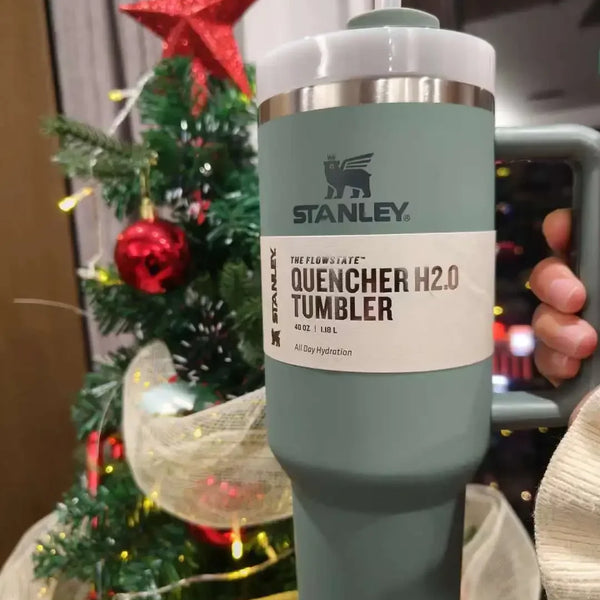 STANLEY®
STANLEY
THE FLOWSTATE™
QUENCHER H2.0
TUMBLER
40 OZ | 1.18 L
All Day Hydration